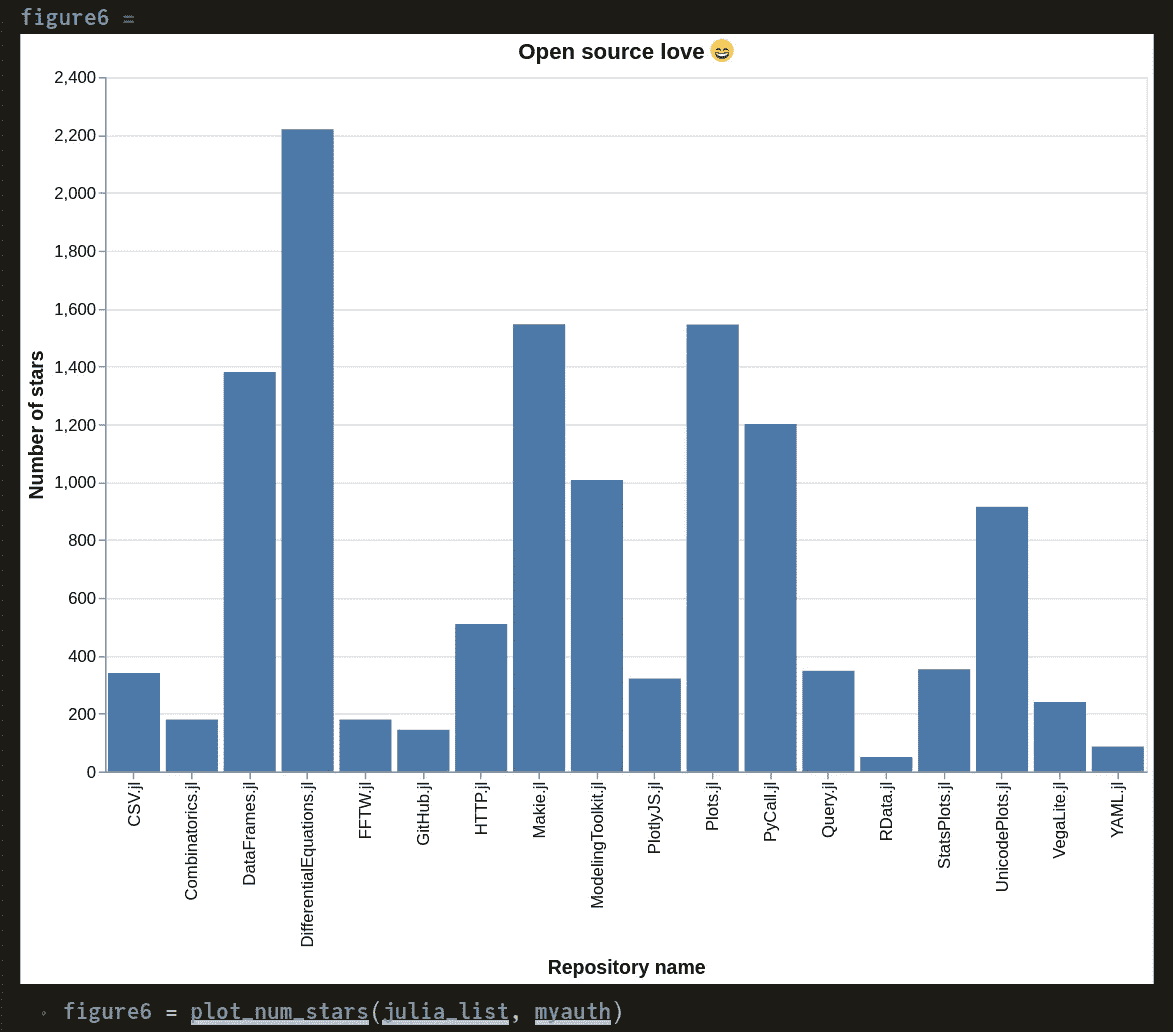 figure6 =
Open source love 😁
2,400
2,200
2,000
1,800
1,600
1,400
1,200
1,000
800
600
400
200
0
Number of stars
CSV.jl
Combinatorics.jl
DataFrames.jl
DifferentialEquations.jl
FFTW.jl
GitHub.jl
HTTP.jl
Makie.jl
ModelingToolkit.jl
PlotlyJS.jl
Plots.jl
PyCall.jl
Query.jl
RData.jl
StatsPlots.jl
UnicodePlots.jl
VegaLite.jl
YAML.jl
Repository name
figure6 = plot_num_stars(julia_list, myauth)